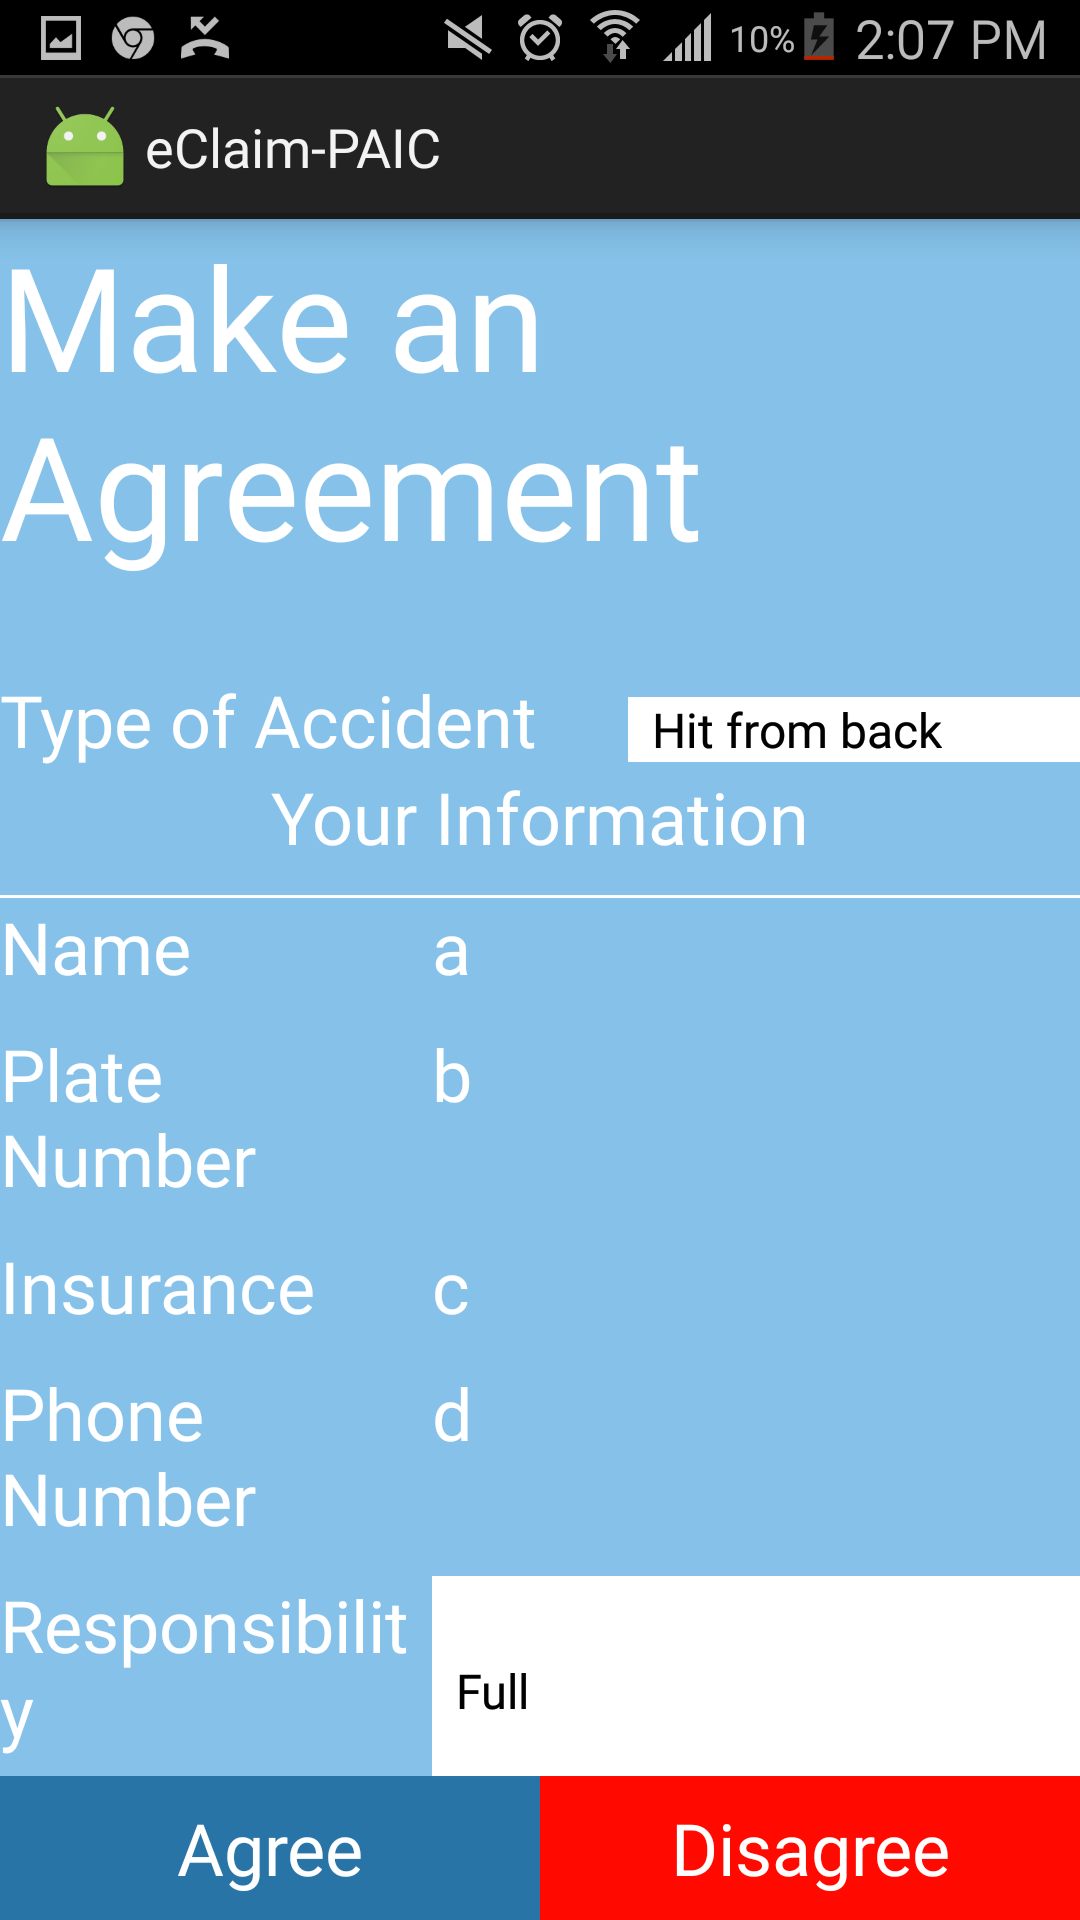 10% 2:07 PM
eClaim-PAIC
Make an
Agreement
Type of Accident Hit from back
Your Information
Name a
Plate b
Number
Insurance c
Phone d
Number
Responsibilit
y
Full
Agree Disagree